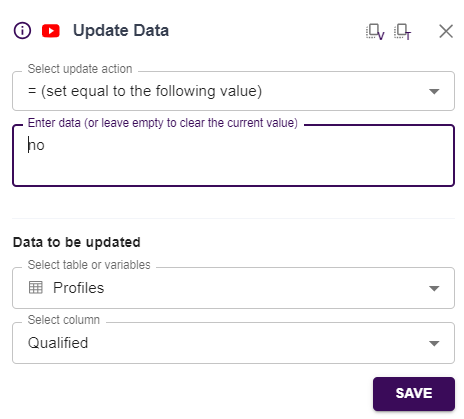 Update Data
V
T
Select update action
= (set equal to the following value)
Enter data (or leave empty to clear the current value)
no
Data to be updated
Select table or variables
Profiles
Select column
Qualified
SAVE